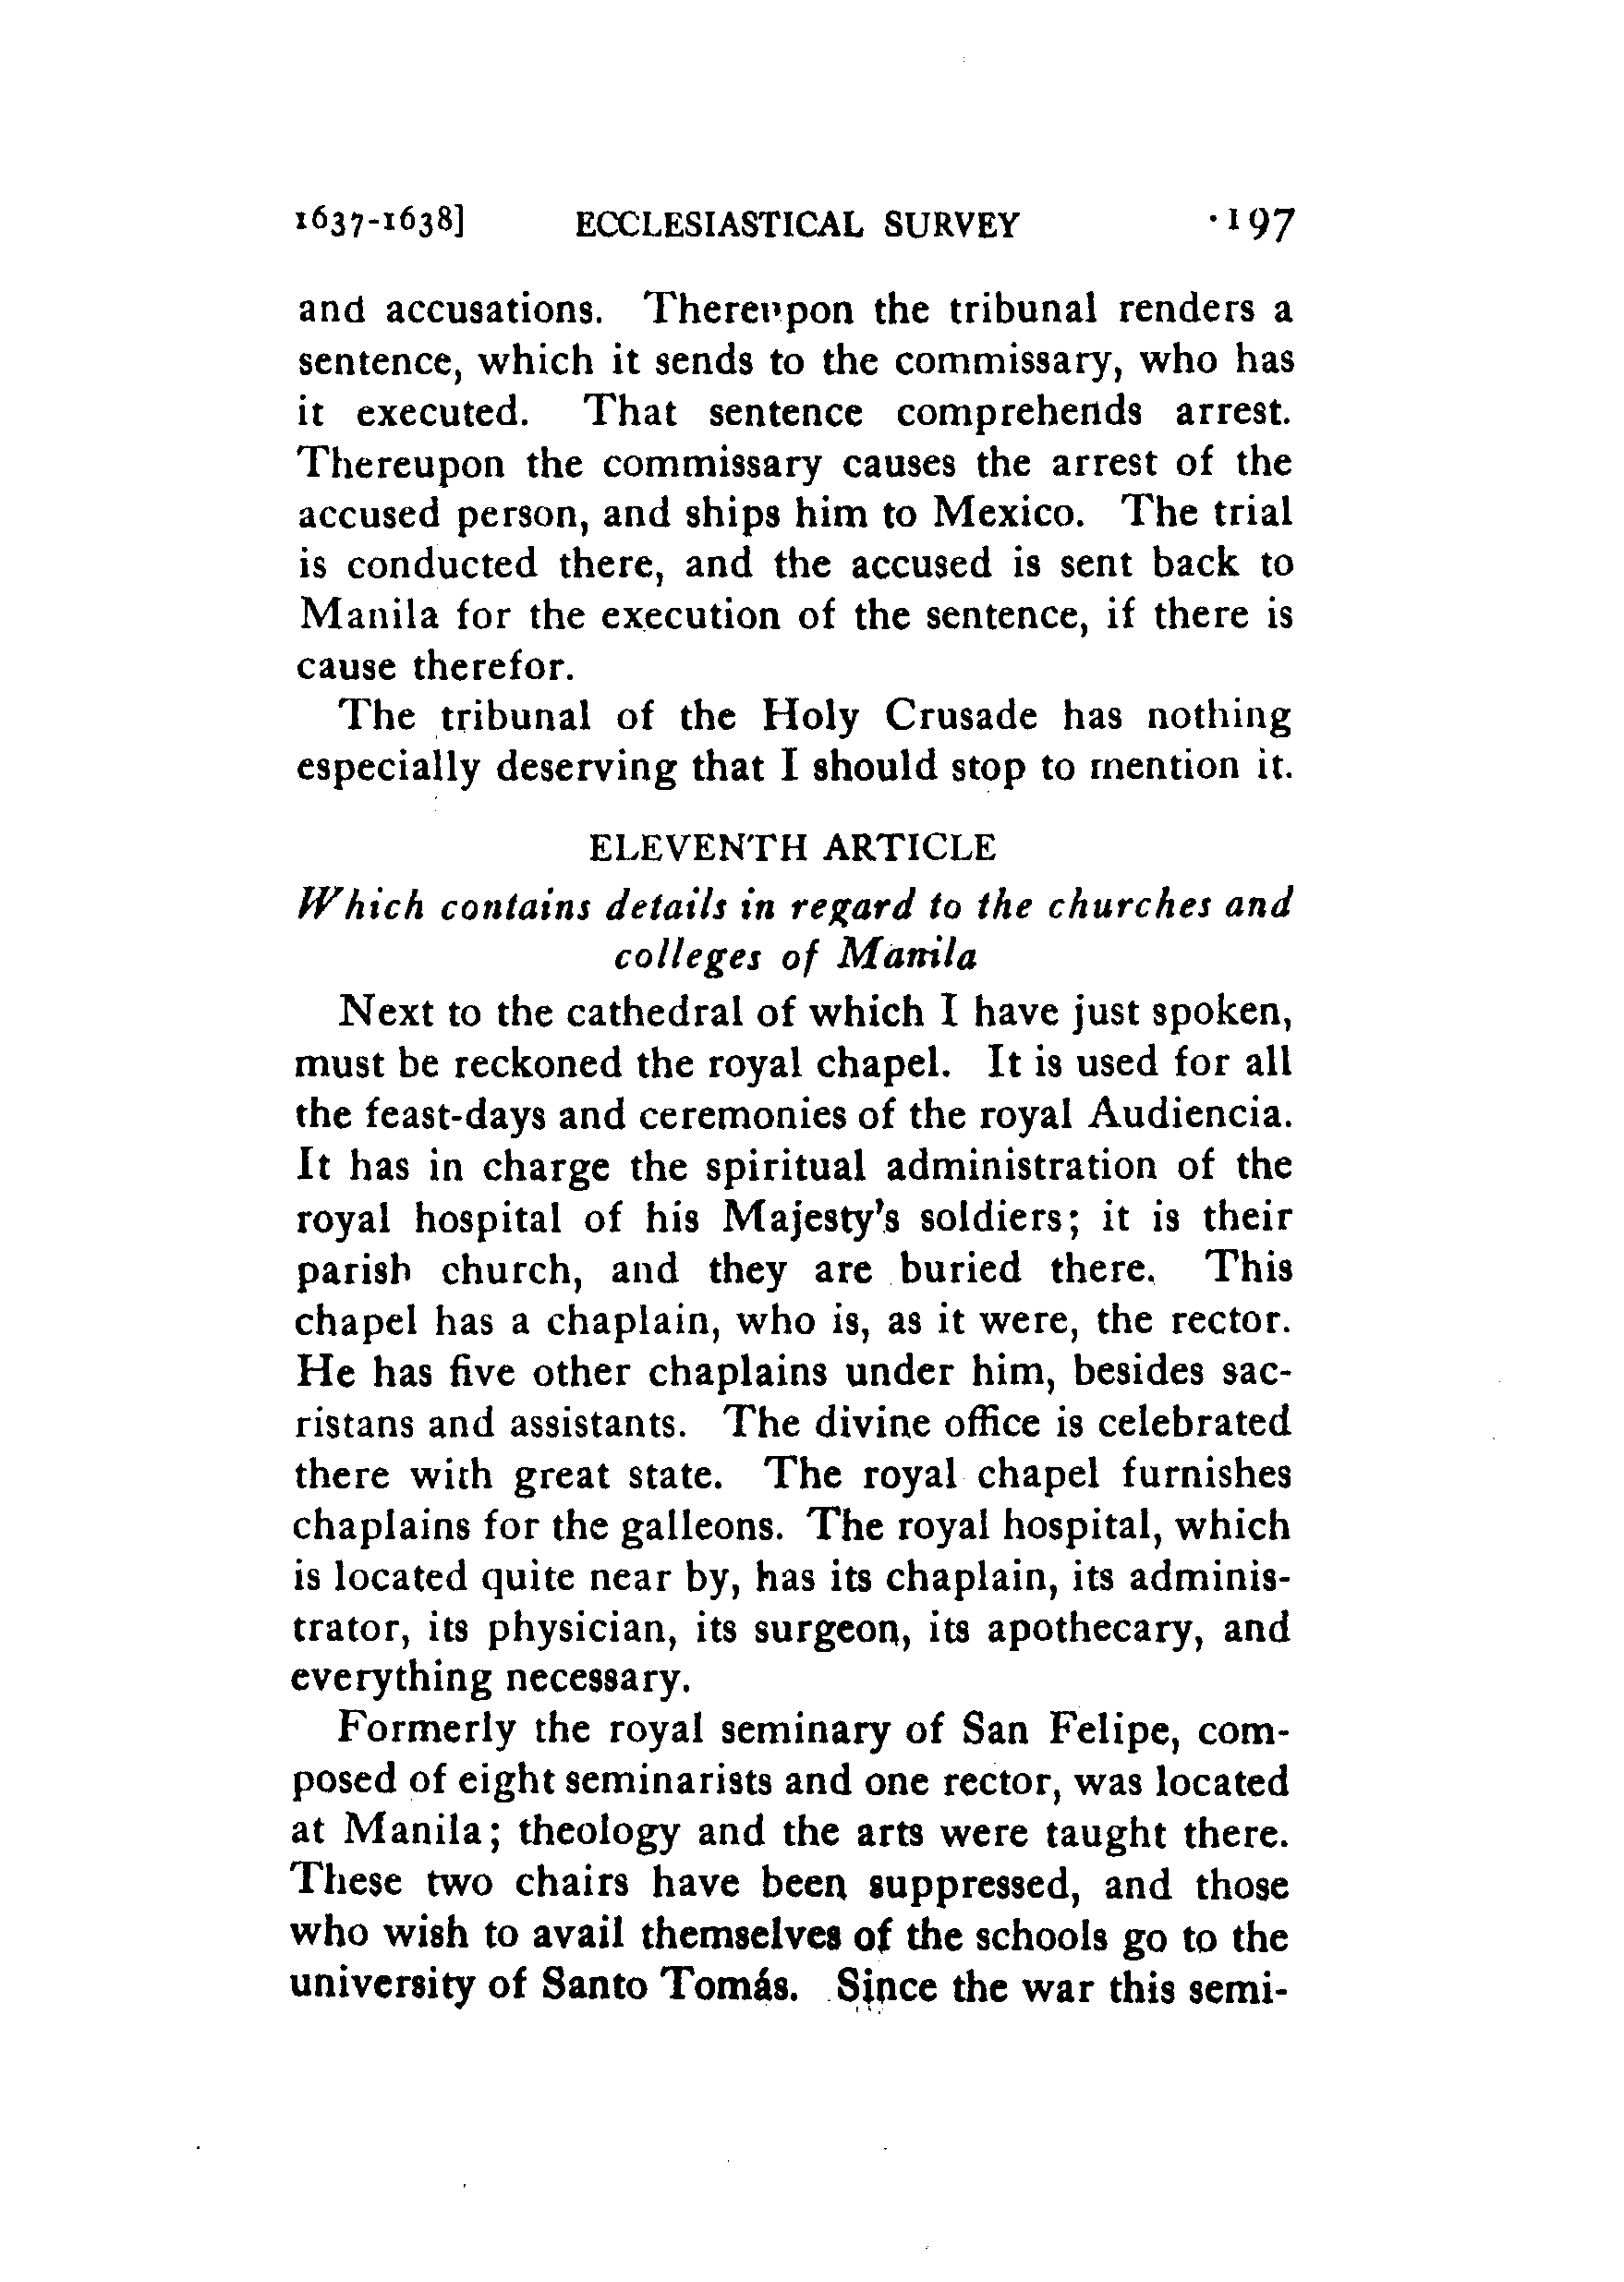 1637-1638] ECCLESIASTICAL SURVEY 197
and accusations. Thereupon the tribunal renders a
sentence, which it sends to the commissary, who has
it executed. That sentence comprehends arrest.
Thereupon the commissary causes the arrest of the
accused person, and ships him to Mexico. The trial
is conducted there, and the accused is sent back to
Manila for the execution of the sentence, if there is
cause therefor.
The tribunal of the Holy Crusade has nothing
especially deserving that I should stop to mention it.
ELEVENTH ARTICLE
Which contains details in regard to the churches and
colleges of Manila
Next to the cathedral of which I have just spoken,
must be reckoned the royal chapel. It is used for all
the feast-days and ceremonies of the royal Audiencia.
It has in charge the spiritual administration of the
royal hospital of his Majesty's soldiers; it is their
parish church, and they are buried there. This
chapel has a chaplain, who is, as it were, the rector.
He has five other chaplains under him, besides sac-
ristans and assistants. The divine office is celebrated
there with great state. The royal chapel furnishes
chaplains for the galleons. The royal hospital, which
is located quite near by, has its chaplain, its adminis-
trator, its physician, its surgeon, its apothecary, and
everything necessary.
Formerly the royal seminary of San Felipe, com-
posed of eight seminarists and one rector, was located
at Manila; theology and the arts were taught there.
These two chairs have been suppressed, and those
who wish to avail themselves of the schools go to the
university of Santo Tomás. Since the war this semi-